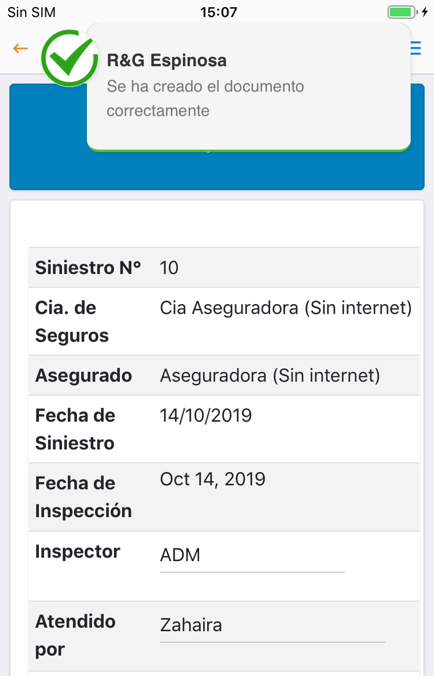 Sin SIM 15:07
R&G Espinosa
Se ha creado el documento
correctamente
Siniestro Nº 10
Cia. de Cia Aseguradora (Sin internet)
Seguros
Asegurado Aseguradora (Sin internet)
Fecha de 14/10/2019
Siniestro
Fecha de Oct 14, 2019
Inspección
Inspector ADM
Atendido Zahaira
por